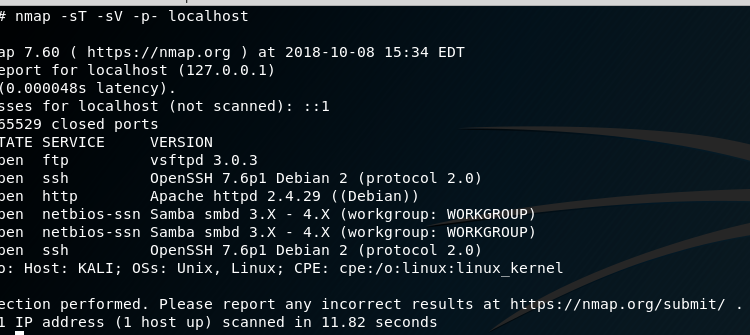 # nmap -sT -sV -p- localhost
ap 7.60 ( https://nmap.org ) at 2018-10-08 15:34 EDT
eport for localhost (127.0.0.1)
(0.000048s latency).
sses for localhost (not scanned): ::1
65529 closed ports
TATE SERVICE     VERSION
pen  ftp         vsftpd 3.0.3
pen  ssh         OpenSSH 7.6p1 Debian 2 (protocol 2.0)
pen  http        Apache httpd 2.4.29 ((Debian))
pen  netbios-ssn Samba smbd 3.X - 4.X (workgroup: WORKGROUP)
pen  netbios-ssn Samba smbd 3.X - 4.X (workgroup: WORKGROUP)
pen  ssh         OpenSSH 7.6p1 Debian 2 (protocol 2.0)
o: Host: KALI; OSs: Unix, Linux; CPE: cpe:/o:linux:linux_kernel
ection performed. Please report any incorrect results at https://nmap.org/submit/ .
1 IP address (1 host up) scanned in 11.82 seconds